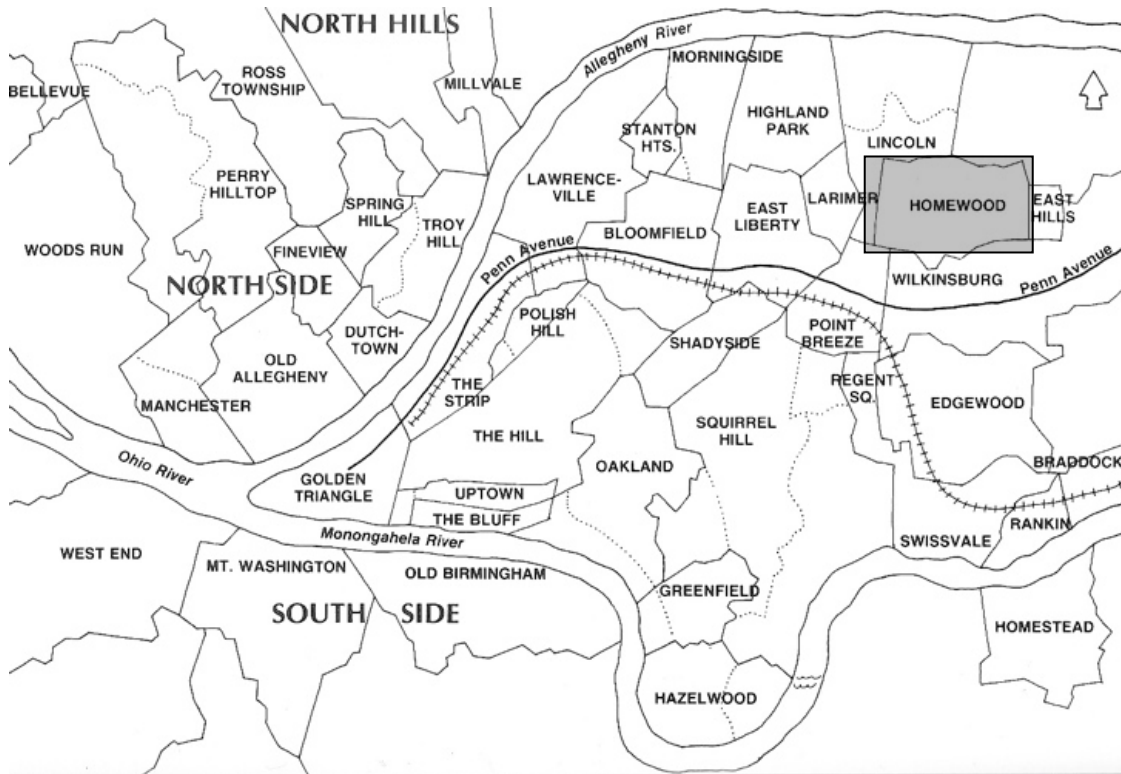 NORTH HILLS
Allegheny River
MORNINGSIDE
ROSS
TOWNSHIP
MILLVALE
BELLEVUE
HIGHLAND
PARK
STANTON
HTS.
LINCOLN
PERRY
HILLTOP
LAWRENCE-
VILLE
SPRING
HILL
LARIMER
HOMEWOOD
EAST
HILLS
EAST
LIBERTY
TROY
HILL
BLOOMFIELD
WOODS RUN
FINEVIEW
Penn Avenue
NORTH SIDE
WILKINSBURG
Penn Avenue
POLISH
HILL
DUTCH-
TOWN
SHADYSIDE
POINT
BREEZE
OLD
ALLEGHENY
THE
STRIP
REGENT
SQ.
MANCHESTER
EDGEWOOD
SQUIRREL
HILL
THE HILL
Ohio River
OAKLAND
BRADDOCK
GOLDEN
TRIANGLE
UPTOWN
THE BLUFF
RANKIN
Monongahela River
SWISSVALE
WEST END
MT. WASHINGTON
OLD BIRMINGHAM
GREENFIELD
SOUTH SIDE
HOMESTEAD
HAZELWOOD